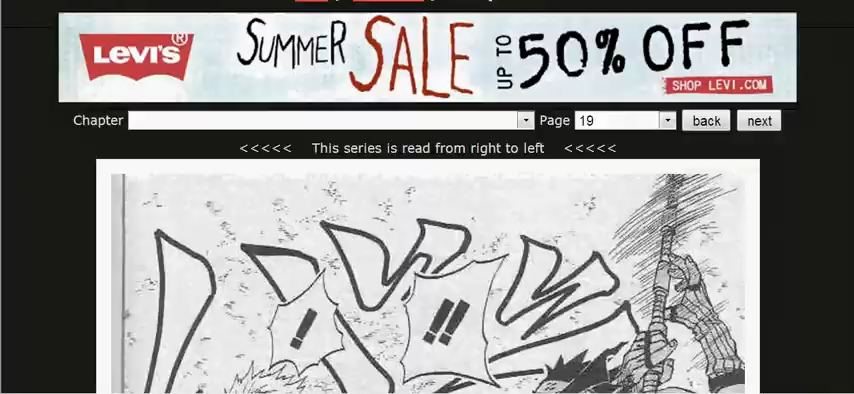 LEVI'S®
SUMMER SALE UP TO 50% OFF
SHOP LEVI.COM
Chapter Page 19 back next
<<<<< This series is read from right to left <<<<<
!
!!